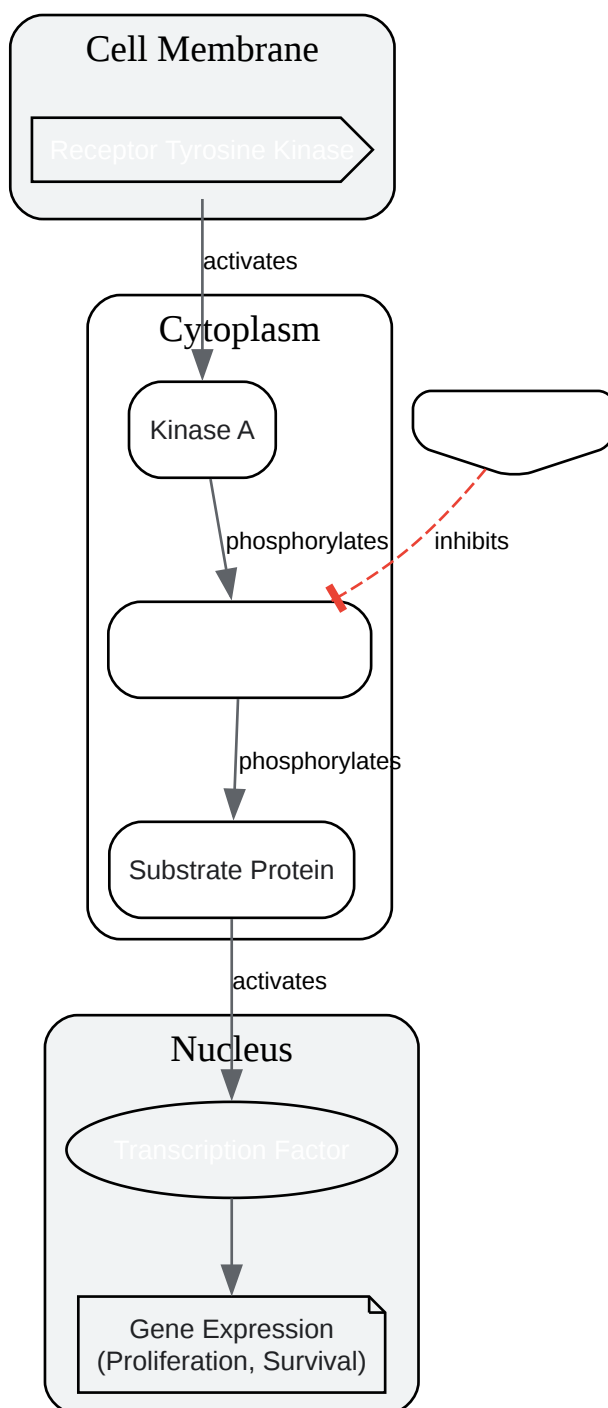 Cell Membrane
Receptor Tyrosine Kinase
activates
Cytoplasm
Kinase A
phosphorylates
inhibits
phosphorylates
Substrate Protein
activates
Nucleus
Transcription Factor
Gene Expression
(Proliferation, Survival)